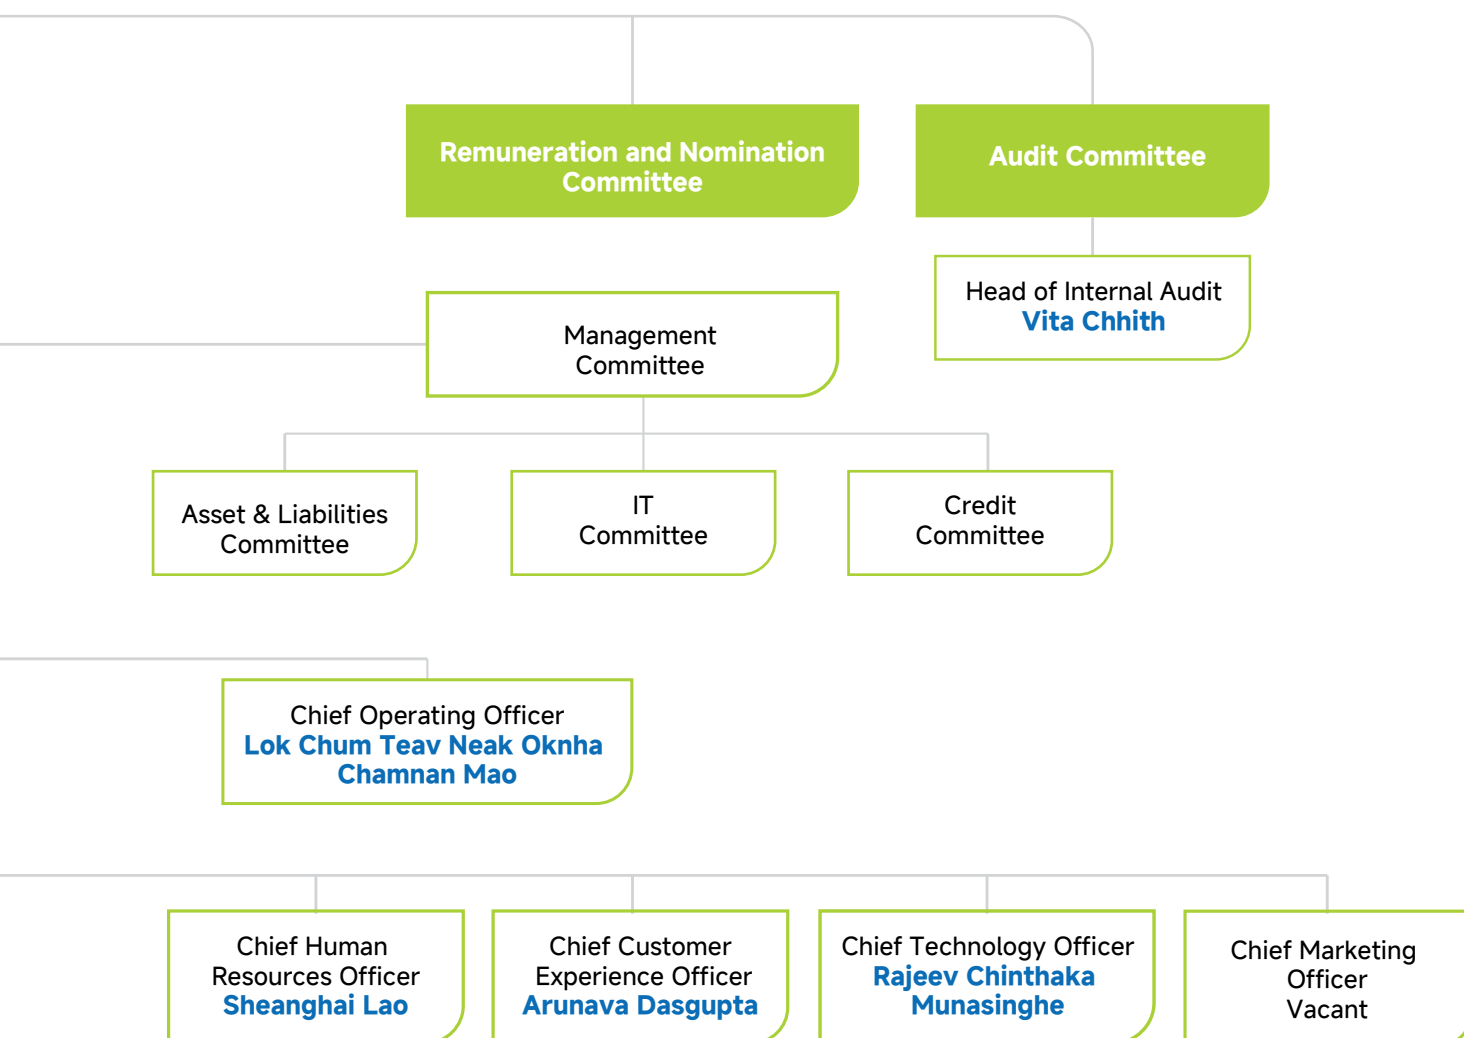 Remuneration and Nomination
Committee
Audit Committee
Head of Internal Audit
Vita Chhith
Management
Committee
Asset & Liabilities
Committee
IT
Committee
Credit
Committee
Chief Operating Officer
Lok Chum Teav Neak Oknha
Chamnan Mao
Chief Human
Resources Officer
Sheanghai Lao
Chief Customer
Experience Officer
Arunava Dasgupta
Chief Technology Officer
Rajeev Chinthaka
Munasinghe
Chief Marketing
Officer
Vacant